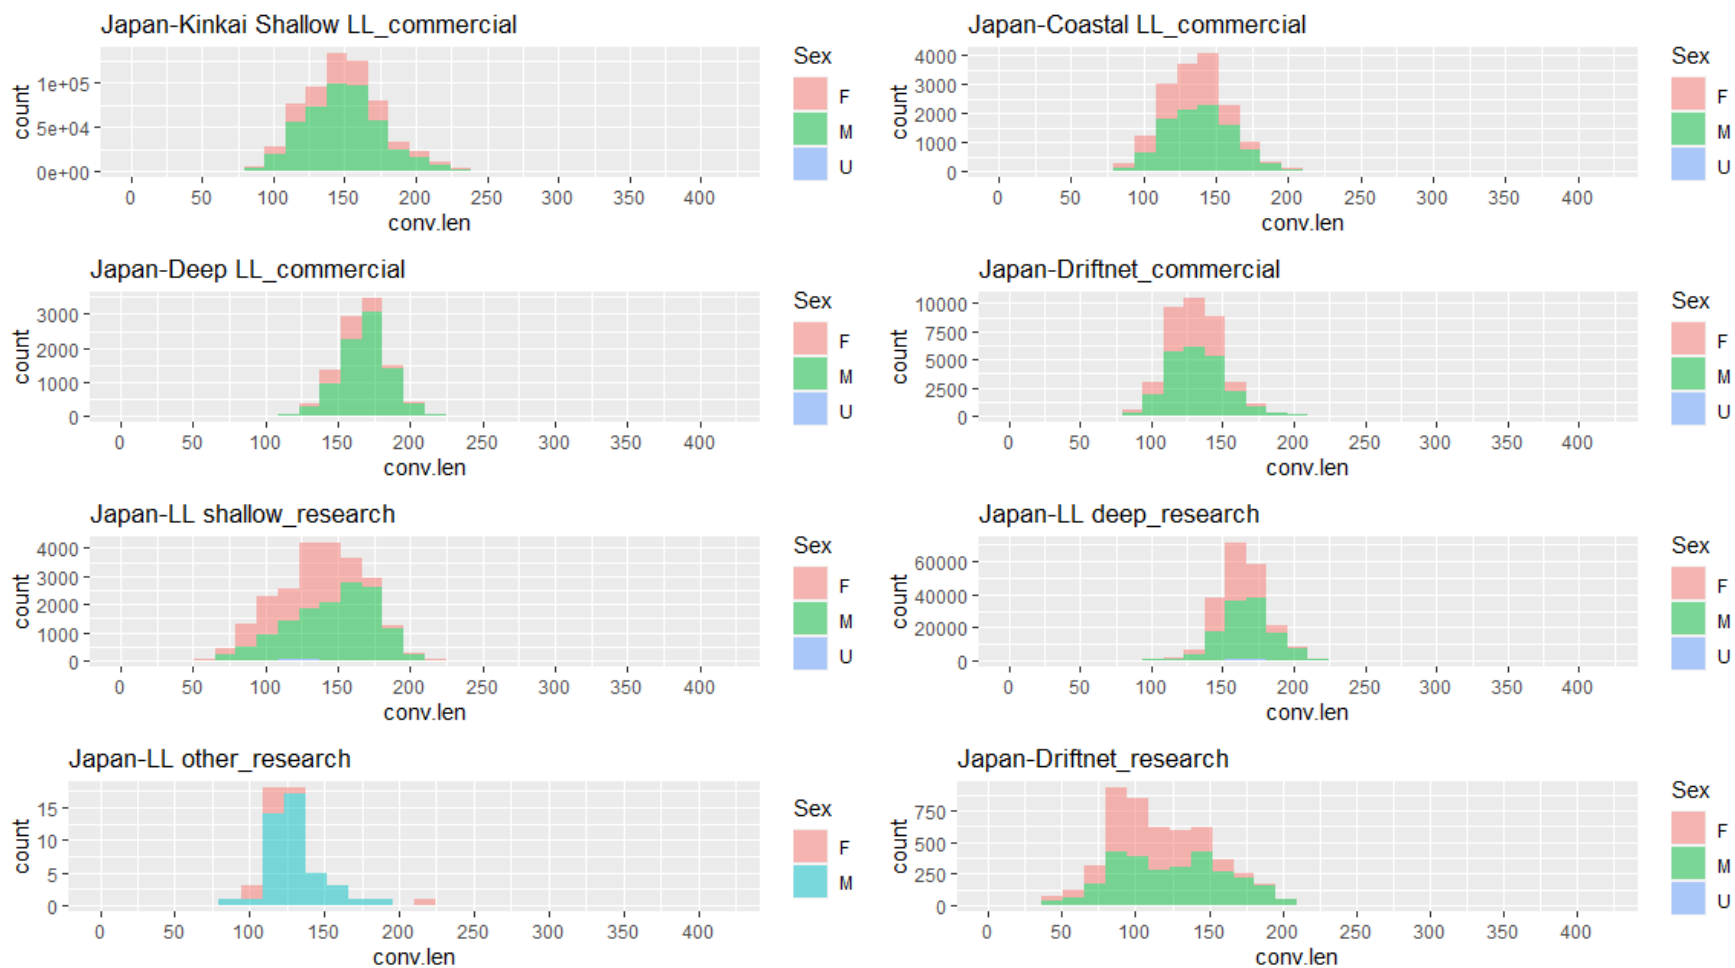 Japan-Kinkai Shallow LL_commercial
count
1e+05
5e+04
0e+00
0 50 100 150 200 250 300 350 400
conv.len
Sex
F
M
U
Japan-Coastal LL_commercial
count
4000
3000
2000
1000
0
0 50 100 150 200 250 300 350 400
conv.len
Sex
F
M
U
Japan-Deep LL_commercial
count
3000
2000
1000
0
0 50 100 150 200 250 300 350 400
conv.len
Sex
F
M
U
Japan-Driftnet_commercial
count
10000
7500
5000
2500
0
0 50 100 150 200 250 300 350 400
conv.len
Sex
F
M
U
Japan-LL shallow_research
count
4000
3000
2000
1000
0
0 50 100 150 200 250 300 350 400
conv.len
Sex
F
M
U
Japan-LL deep_research
count
60000
40000
20000
0
0 50 100 150 200 250 300 350 400
conv.len
Sex
F
M
U
Japan-LL other_research
count
15
10
5
0
0 50 100 150 200 250 300 350 400
conv.len
Sex
F
M
Japan-Driftnet_research
count
750
500
250
0
0 50 100 150 200 250 300 350 400
conv.len
Sex
F
M
U